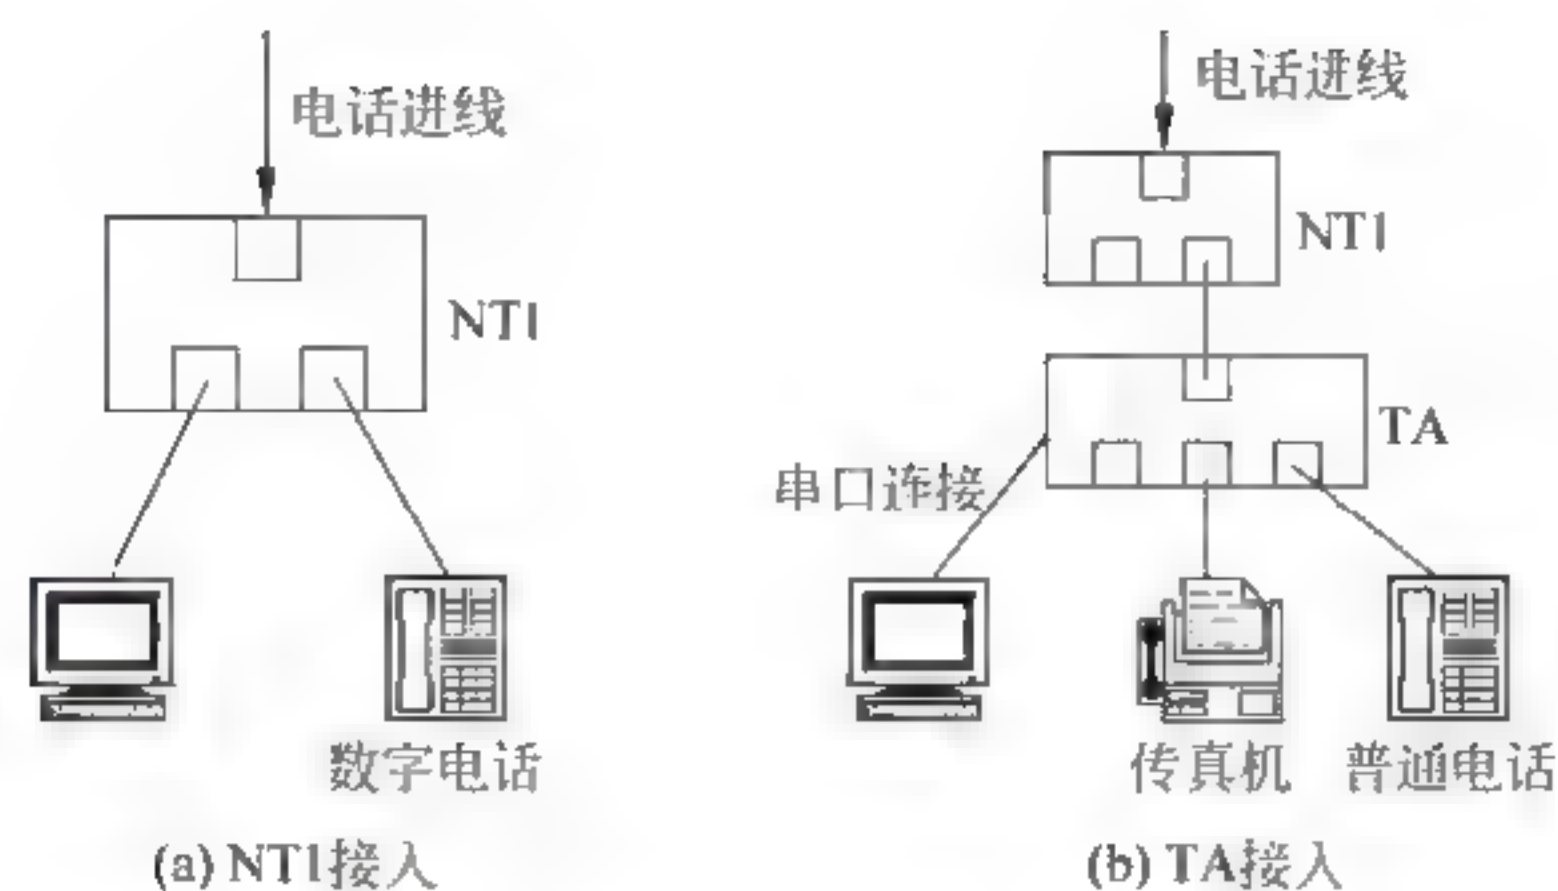 电话进线
NT1
数字电话
(a) NT1接入
电话进线
NT1
TA
串口连接
传真机
普通电话
(b) TA接入